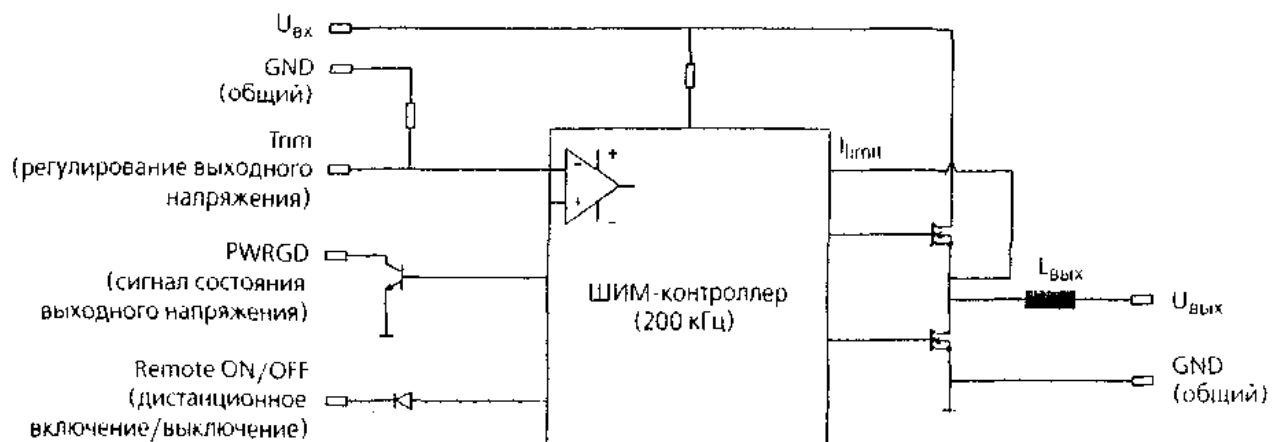 Uвх
GND
(общий)
Trim
(регулирование выходного
напряжения)
PWRGD
(сигнал состояния
выходного напряжения)
Remote ON/OFF
(дистанционное
включение/выключение)
ШИМ-контроллер
(200 кГц)
Ilimit
Lвых
Uвых
GND
(общий)